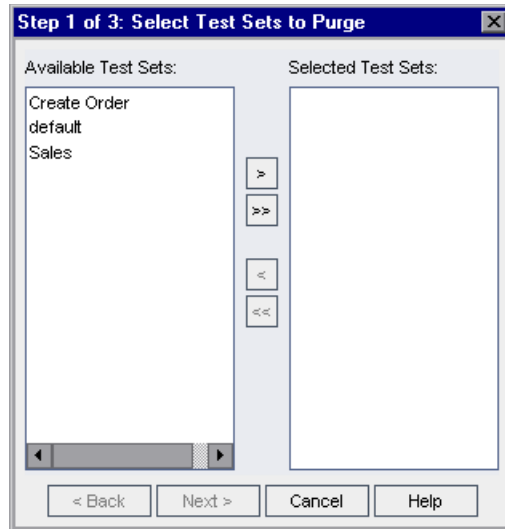 Step 1 of 3: Select Test Sets to Purge
Available Test Sets:
Selected Test Sets:
Create Order
default
Sales
>
>>
<
<<
< Back
Next >
Cancel
Help